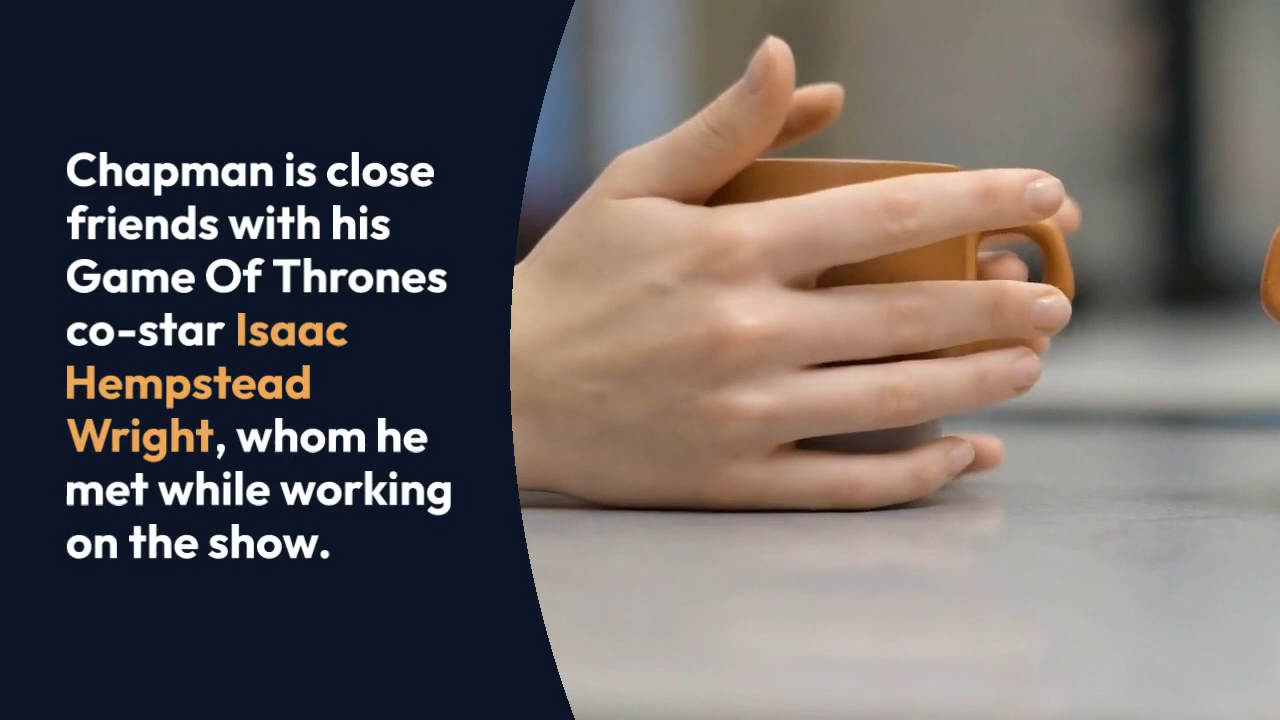 Chapman is close
friends with his
Game Of Thrones
co-star Isaac
Hempstead
Wright, whom he
met while working
on the show.